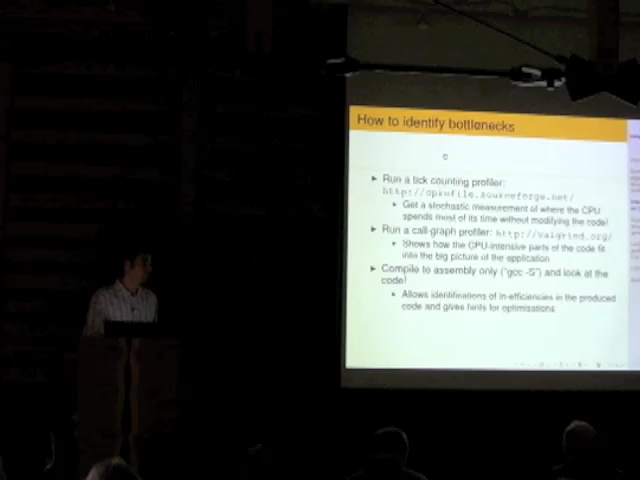 How to identify bottlenecks
Run a tick counting profiler:
http://oprofile.sourceforge.net/
Get a stochastic measurement of where the CPU
spends most of its time without modifying the code!
Run a call-graph profiler: http://valgrind.org/
Shows how the CPU-intensive parts of the code fit
into the big picture of the application
Compile to assembly only ("gcc -S") and look at the
code!
Allows identifications of in-efficiencies in the produced
code and gives hints for optimisations